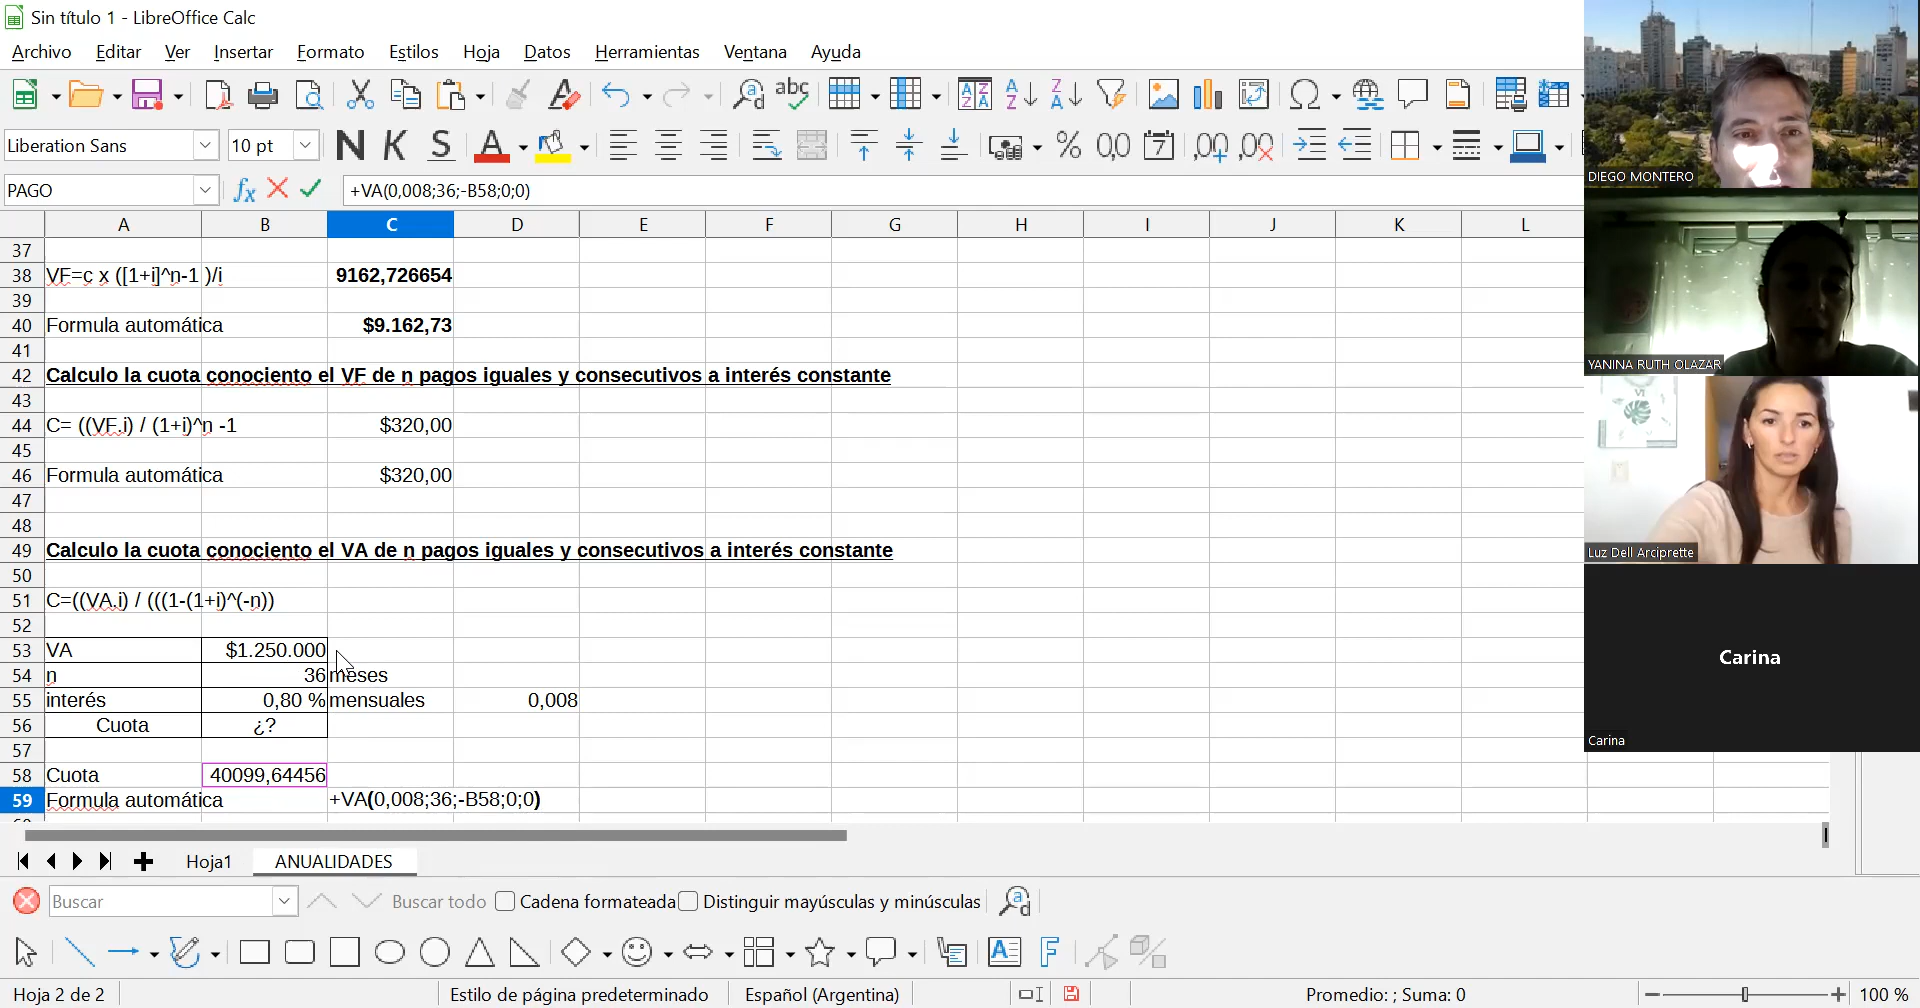 Sin título 1 - LibreOffice Calc
Archivo Editar Ver Insertar Formato Estilos Hoja Datos Herramientas Ventana Ayuda
Liberation Sans 10 pt N K S A % 0,0 7 ,00 ,00
PAGO fx +VA(0,008;36;-B58;0;0)
A B C D E F G H I J K L
37
38 VF=c x ([1+i]^n-1 )/i 9162,726654
39
40 Formula automática $9.162,73
41
42 Calculo la cuota conociento el VF de n pagos iguales y consecutivos a interés constante
43
44 C= ((VF.i) / (1+i)^n -1 $320,00
45
46 Formula automática $320,00
47
48
49 Calculo la cuota conociento el VA de n pagos iguales y consecutivos a interés constante
50
51 C=((VA.i) / (((1-(1+i)^(-n))
52
53 VA $1.250.000
54 n 36 meses
55 interés 0,80 % mensuales 0,008
56 Cuota ¿?
57
58 Cuota 40099,64456
59 Formula automática +VA(0,008;36;-B58;0;0)
Hoja1 ANUALIDADES
Buscar Buscar todo Cadena formateada Distinguir mayúsculas y minúsculas
Hoja 2 de 2 Estilo de página predeterminado Español (Argentina) Promedio: ; Suma: 0 100 %
DIEGO MONTERO
YANINA RUTH OLAZAR
Luz Dell Arciprette
Carina
Carina